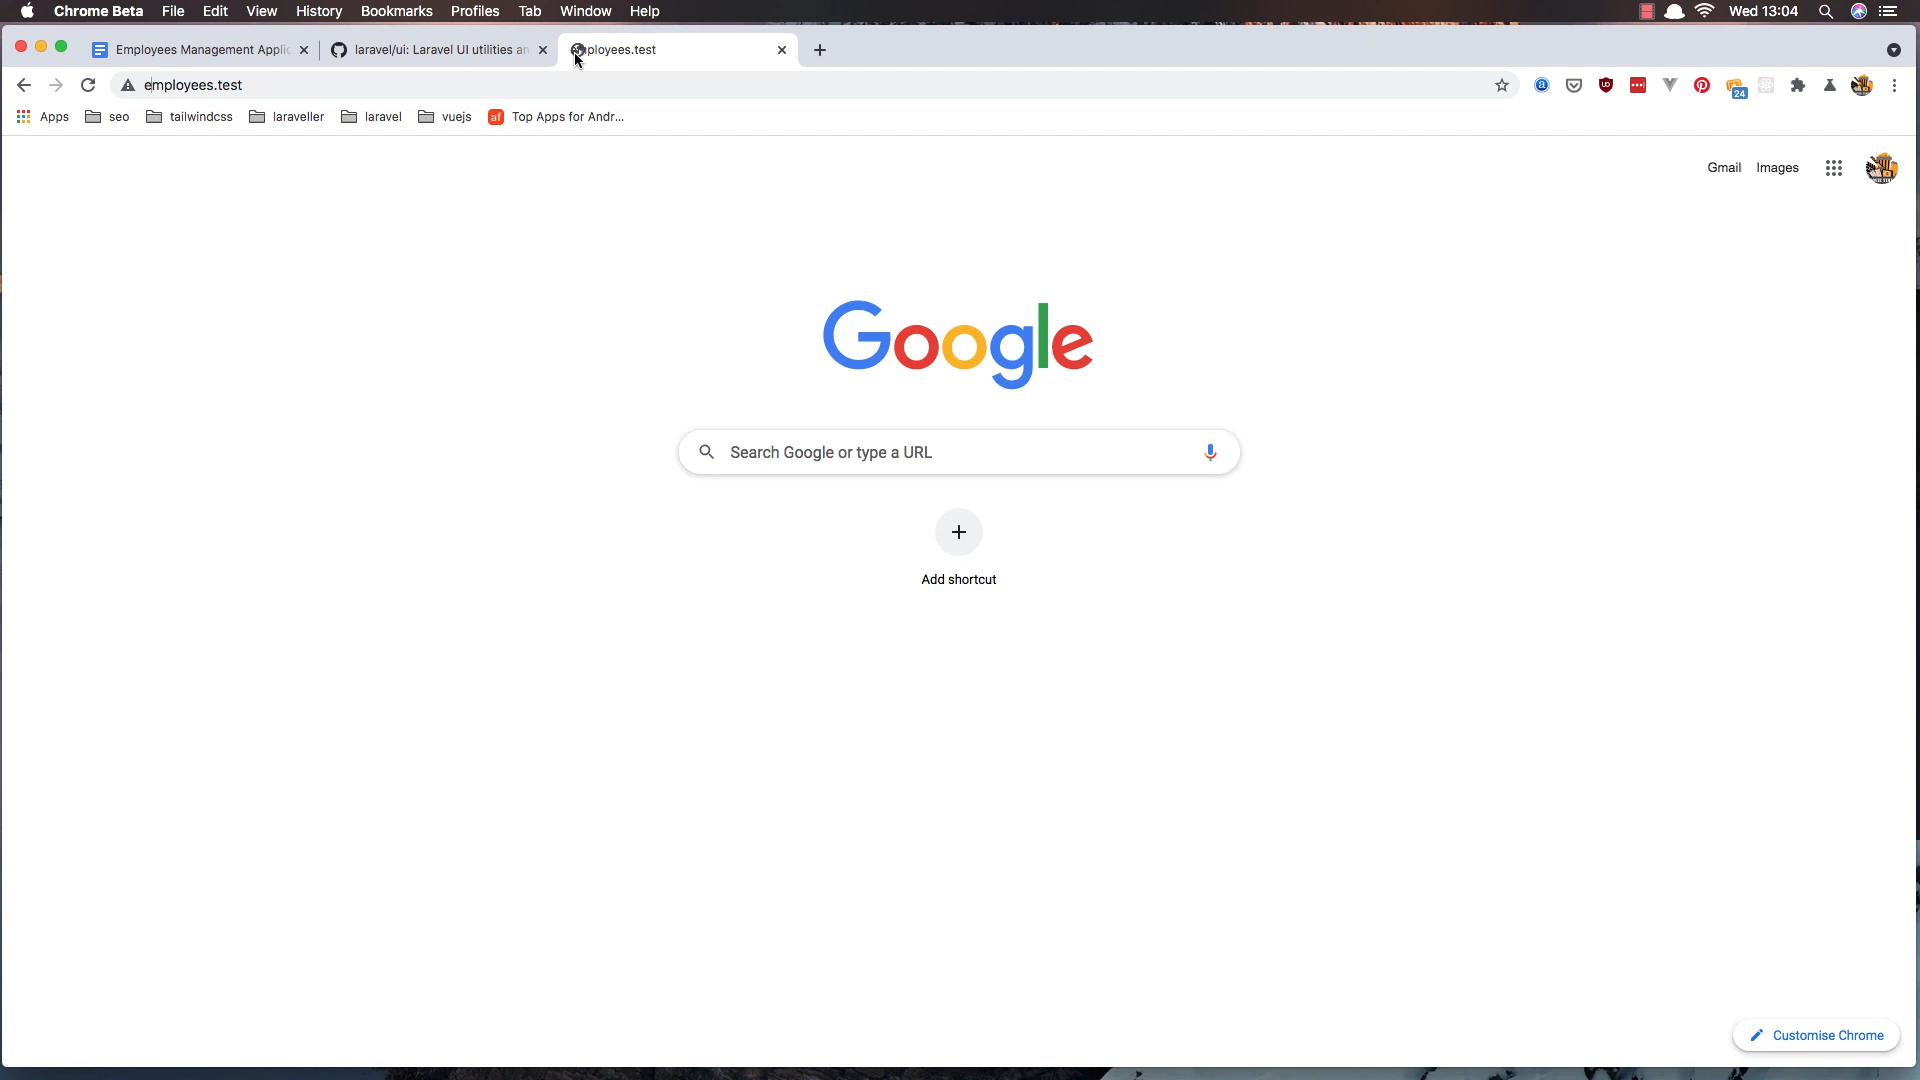 Chrome Beta File Edit View History Bookmarks Profiles Tab Window Help Wed 13:04
Employees Management Applic laravel/ui: Laravel UI utilities an ployees.test
employees.test
24
Apps seo tailwindcss laraveller laravel vuejs af Top Apps for Andr...
Gmail Images
Google
Search Google or type a URL
Add shortcut
Customise Chrome